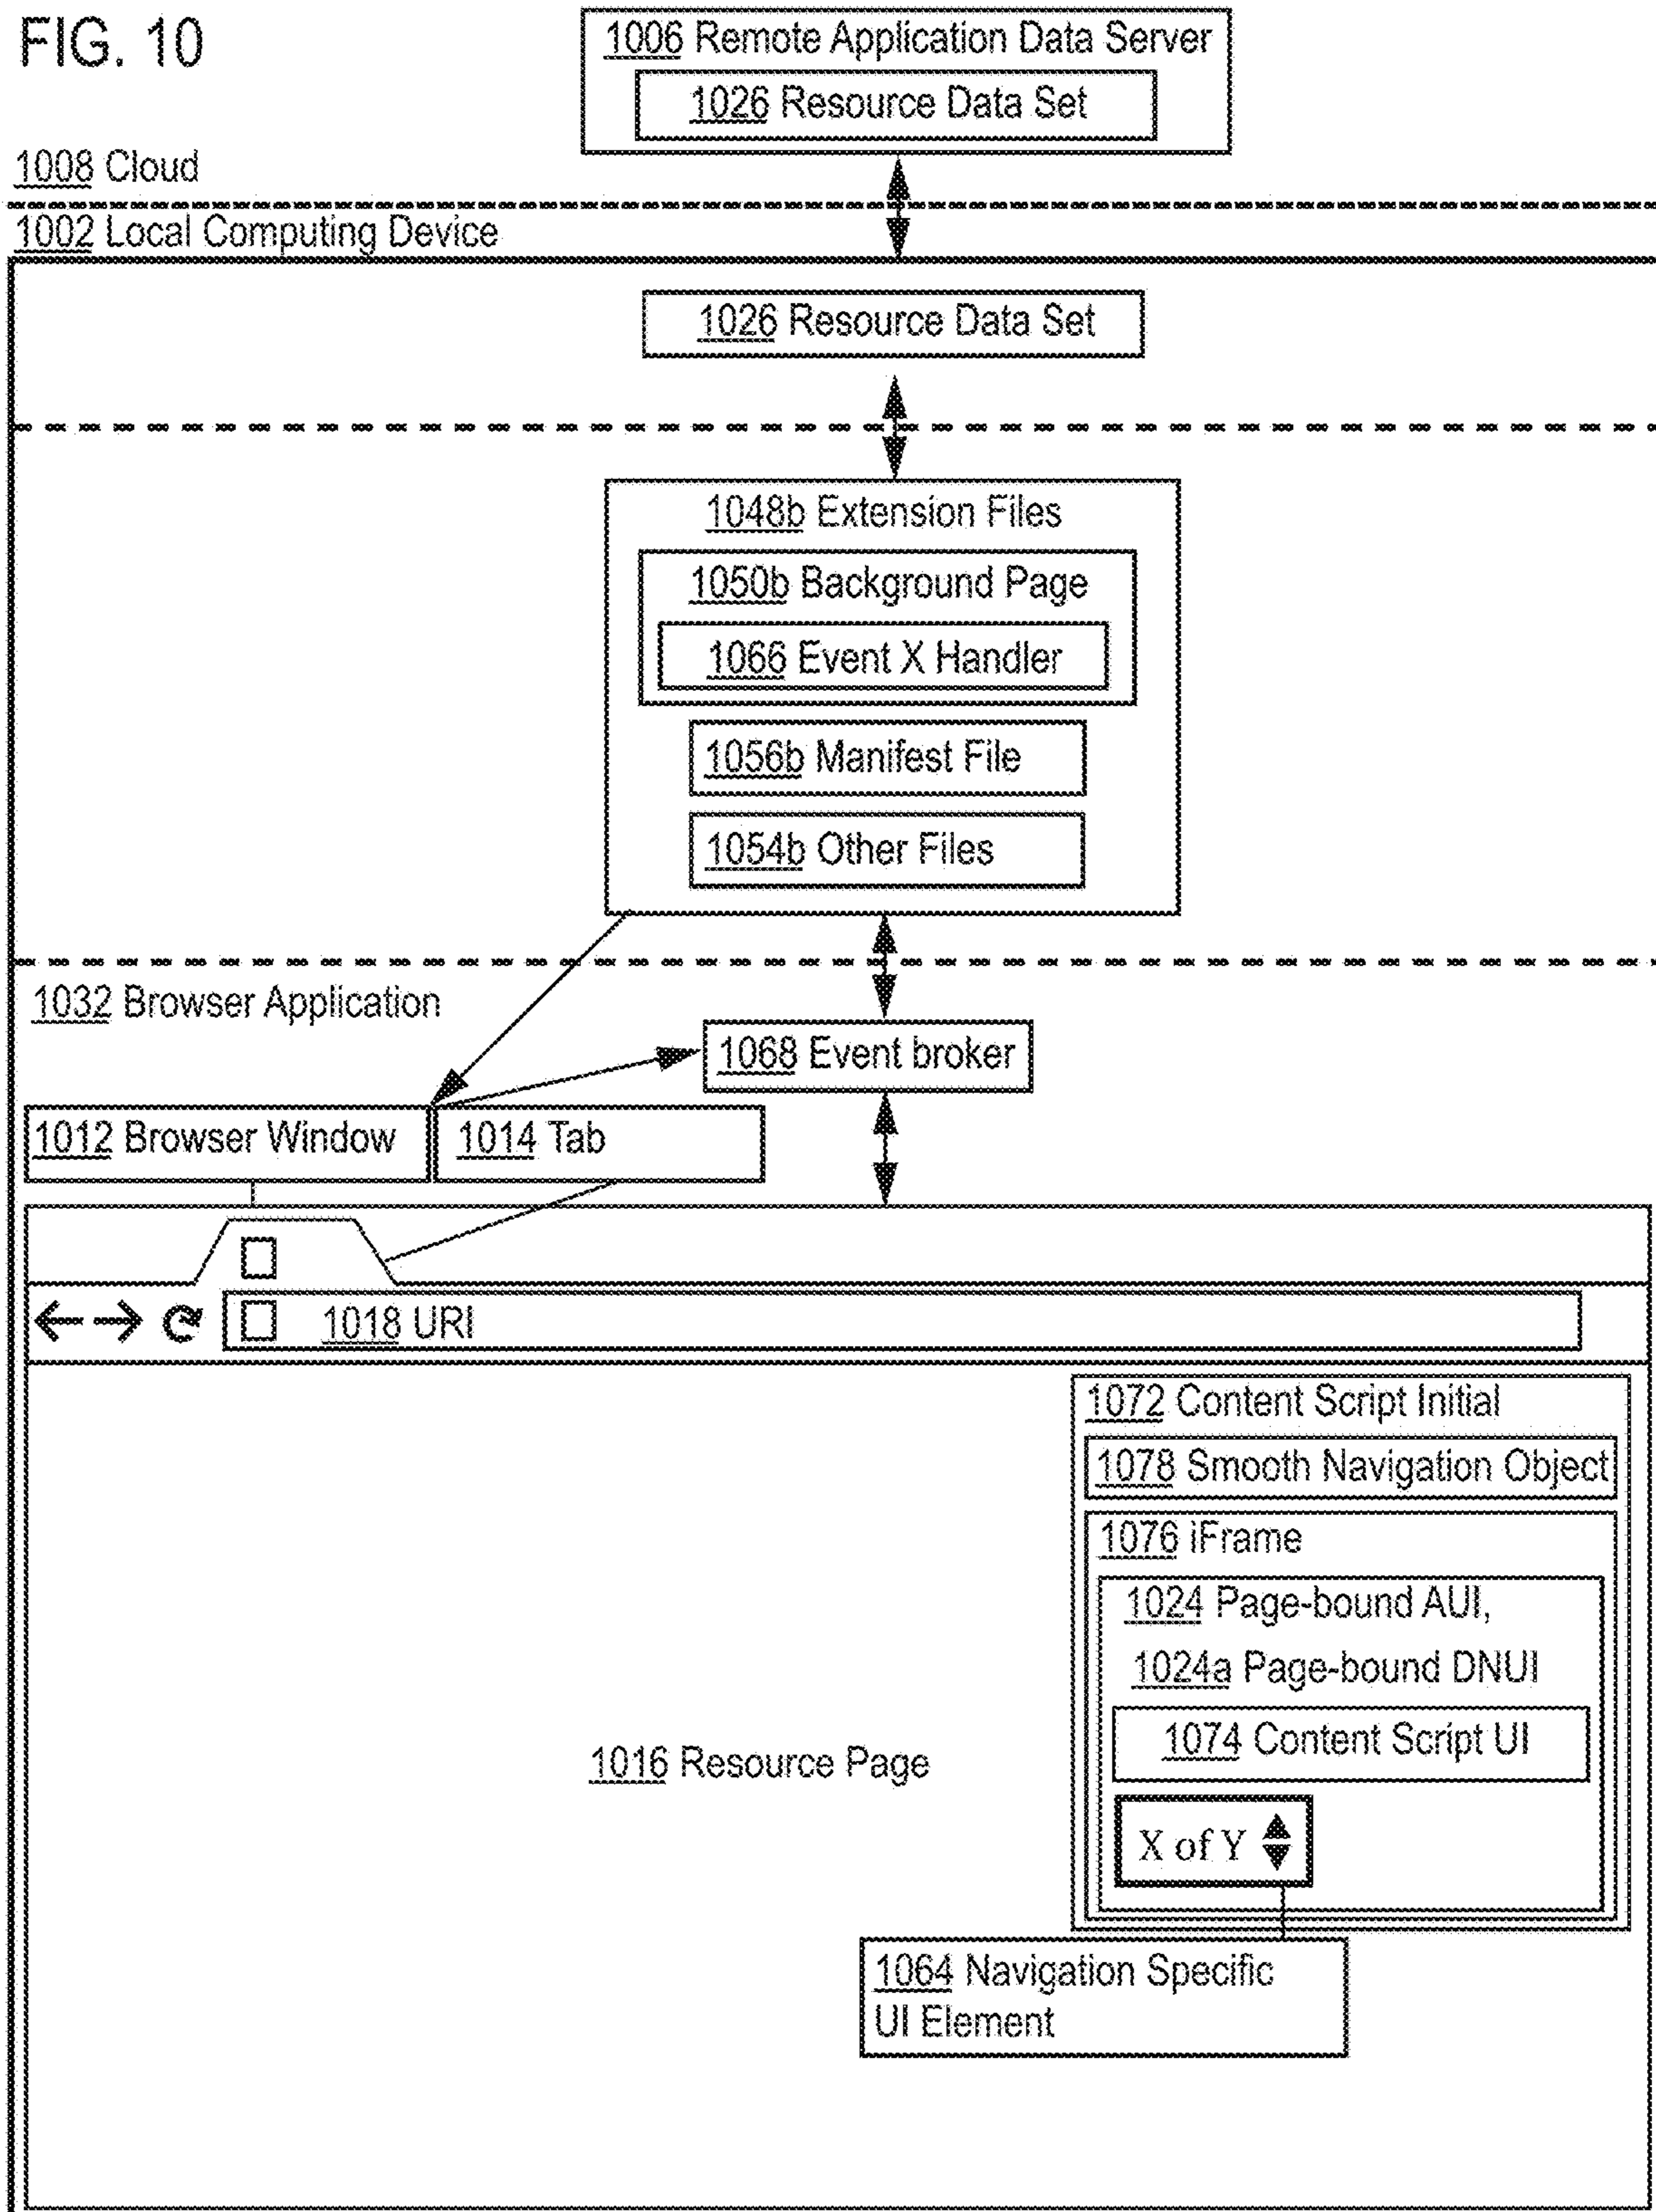 FIG. 10
1006 Remote Application Data Server
1026 Resource Data Set
1008 Cloud
1002 Local Computing Device
1026 Resource Data Set
1048b Extension Files
1050b Background Page
1066 Event X Handler
1056b Manifest File
1054b Other Files
1032 Browser Application
1068 Event broker
1012 Browser Window
1014 Tab
1018 URI
1072 Content Script Initial
1078 Smooth Navigation Object
1076 iFrame
1024 Page-bound AUI,
1024a Page-bound DNUI
1074 Content Script UI
1016 Resource Page
X of Y
1064 Navigation Specific
UI Element